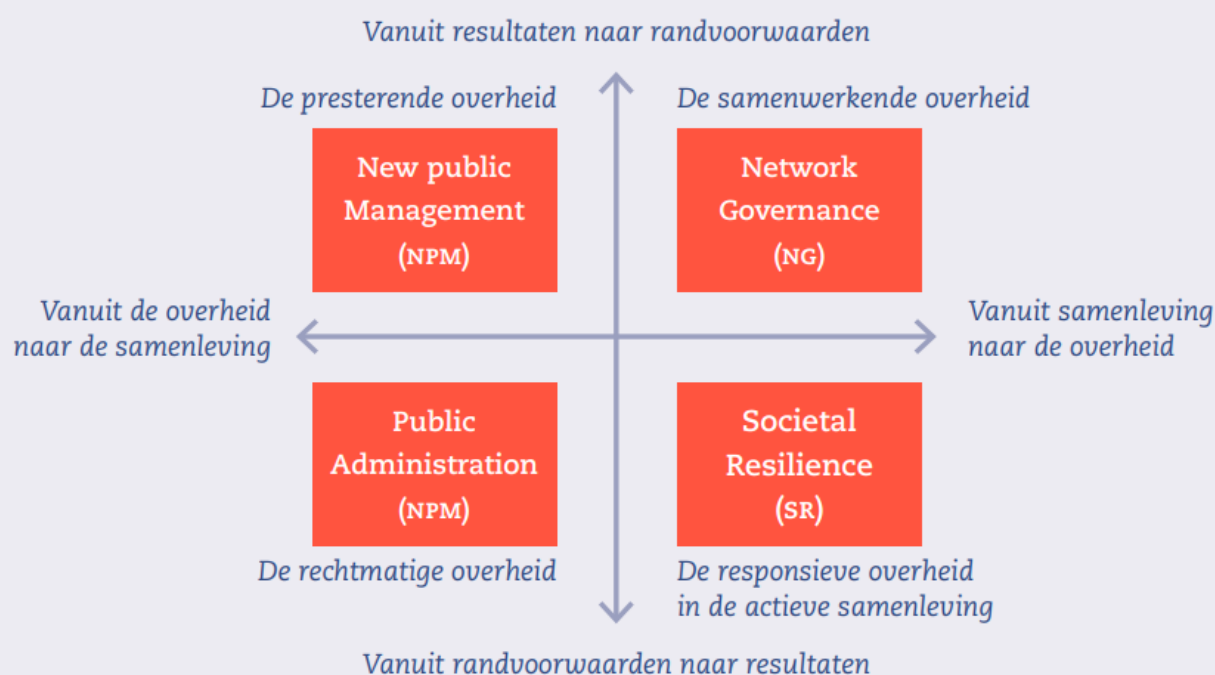 Vanuit resultaten naar randvoorwaarden
De presterende overheid
De samenwerkende overheid
New public
Management
(NPM)
Network
Governance
(NG)
Vanuit de overheid
naar de samenleving
Vanuit samenleving
naar de overheid
Public
Administration
(NPM)
Societal
Resilience
(SR)
De rechtmatige overheid
De responsieve overheid
in de actieve samenleving
Vanuit randvoorwaarden naar resultaten